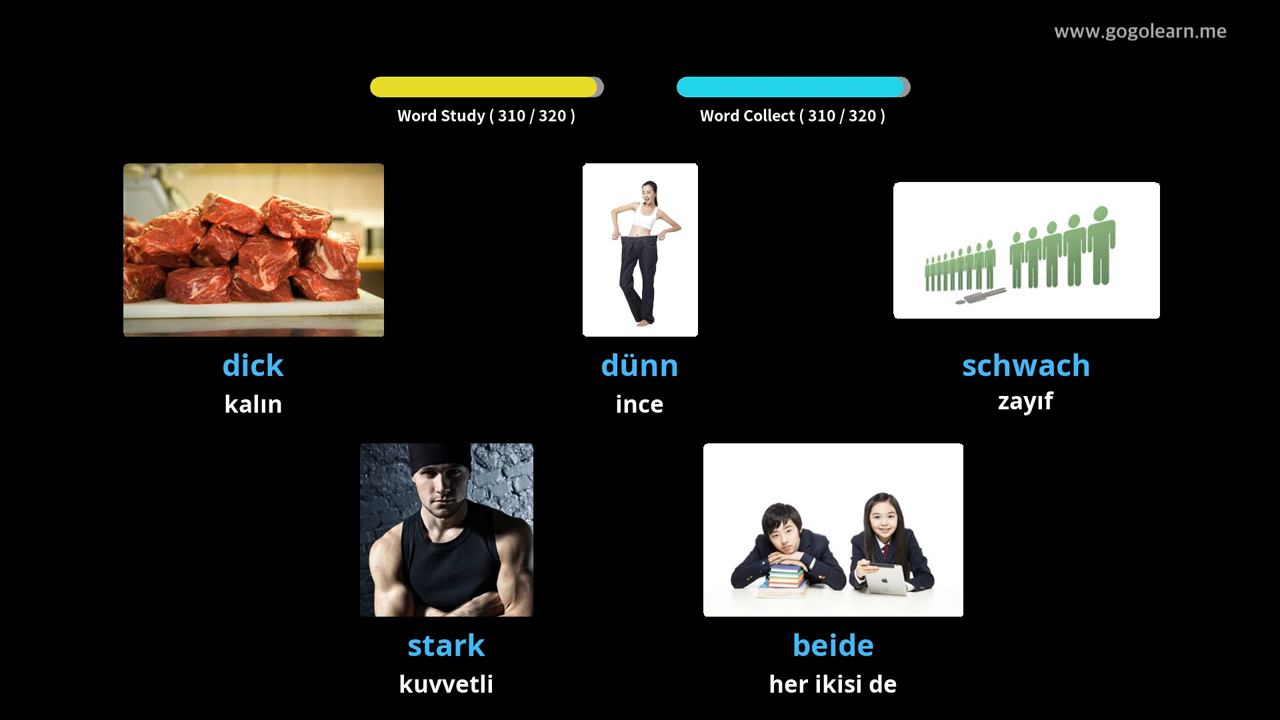 www.gogolearn.me
Word Study ( 310 / 320 )
Word Collect ( 310 / 320 )
dick
kalın
dünn
ince
schwach
zayıf
stark
kuvvetli
beide
her ikisi de